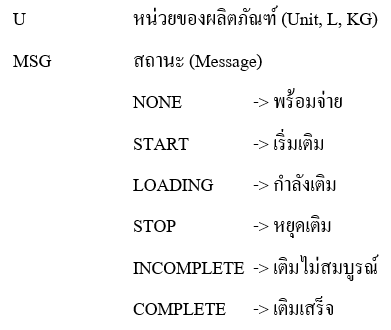 U หน่วยของผลิตภัณฑ์ (Unit, L, KG)
MSG สถานะ (Message)
NONE -> พร้อมจ่าย
START -> เริ่มเติม
LOADING -> กำลังเติม
STOP -> หยุดเติม
INCOMPLETE -> เติมไม่สมบูรณ์
COMPLETE -> เติมเสร็จ